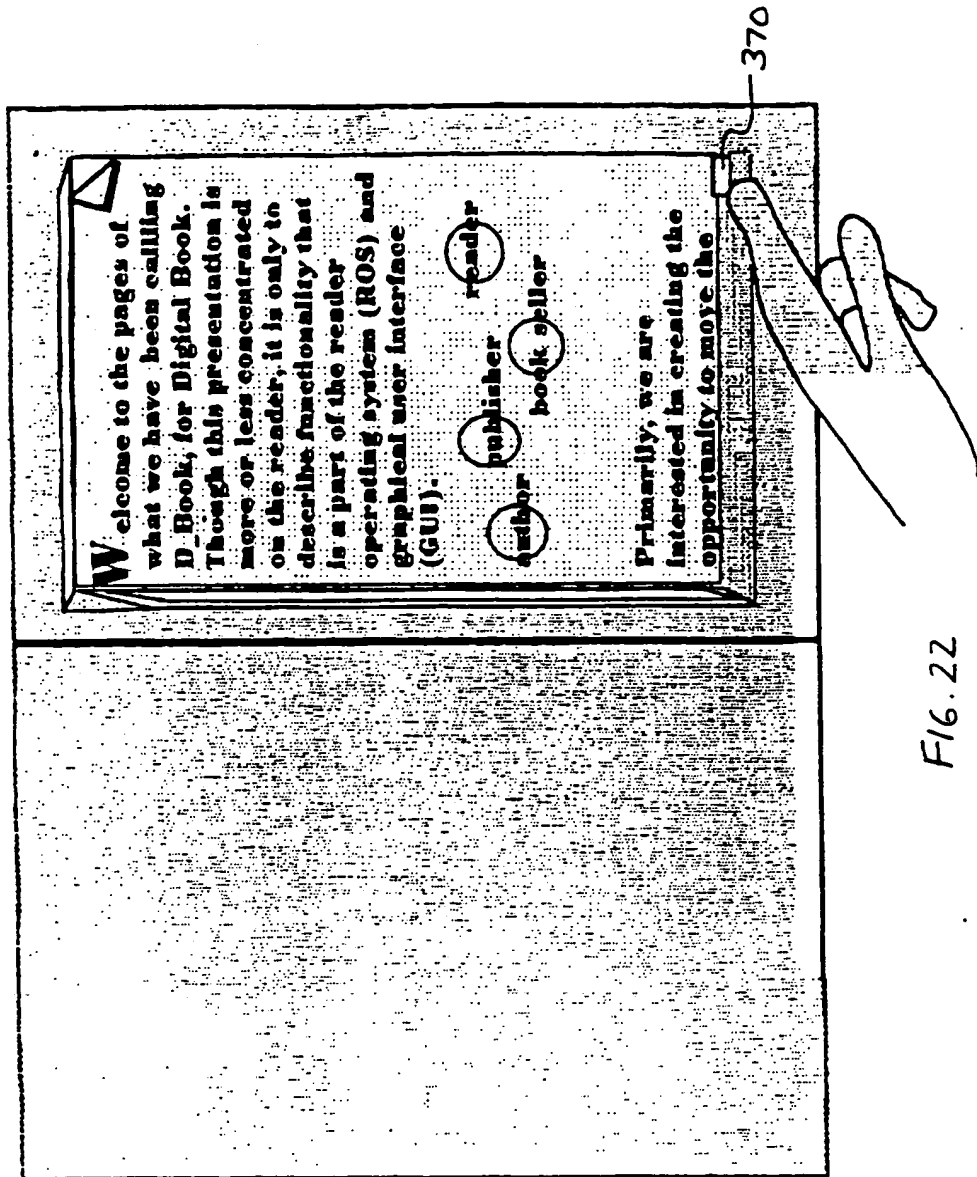 Welcome to the pages of
what we have been callling
D_Book, for Digital Book.
Though this presentation is
more or less concentrated
on the reader, it is only to
describe functionality that
is a part of the reader
operating system (ROS) and
graphical user interface
(GUI).
author publisher book seller reader
Primarily, we are
interested in creating the
opportunity to move the
370
FIG. 22